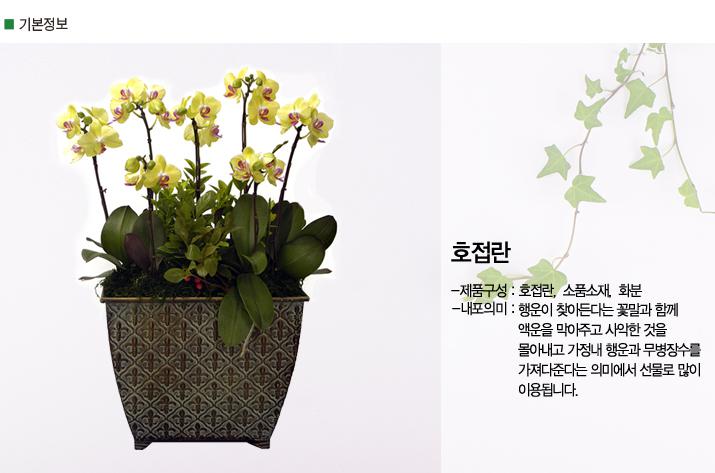 기본정보
호접란
-제품구성 : 호접란, 소품소재, 화분
-내포의미 : 행운이 찾아든다는 꽃말과 함께
액운을 막아주고 사악한 것을
몰아내고 가정내 행운과 무병장수를
가져다준다는 의미에서 선물로 많이
이용됩니다.